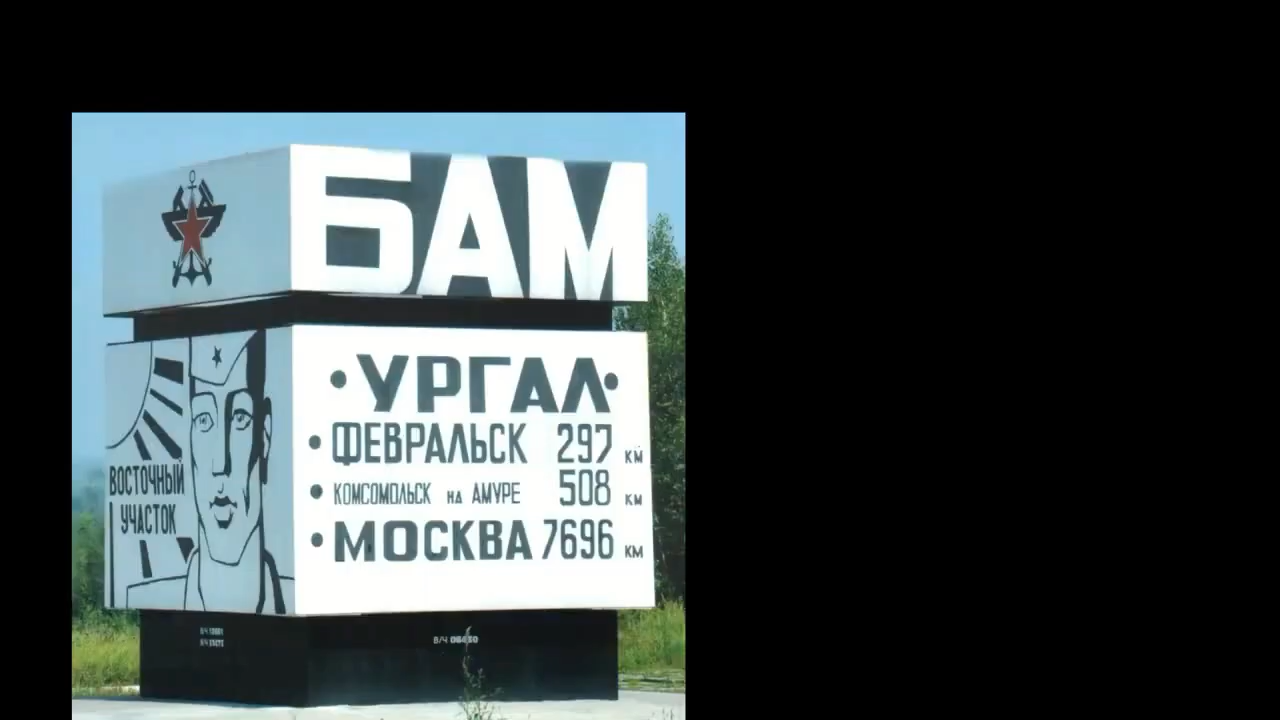 БАМ
•УРГАЛ•
• ФЕВРАЛЬСК 297 КМ
• КОМСОМОЛЬСК НА АМУРЕ 508 КМ
• МОСКВА 7696 КМ
ВОСТОЧНЫЙ
УЧАСТОК
В/Ч
В/Ч
В/Ч